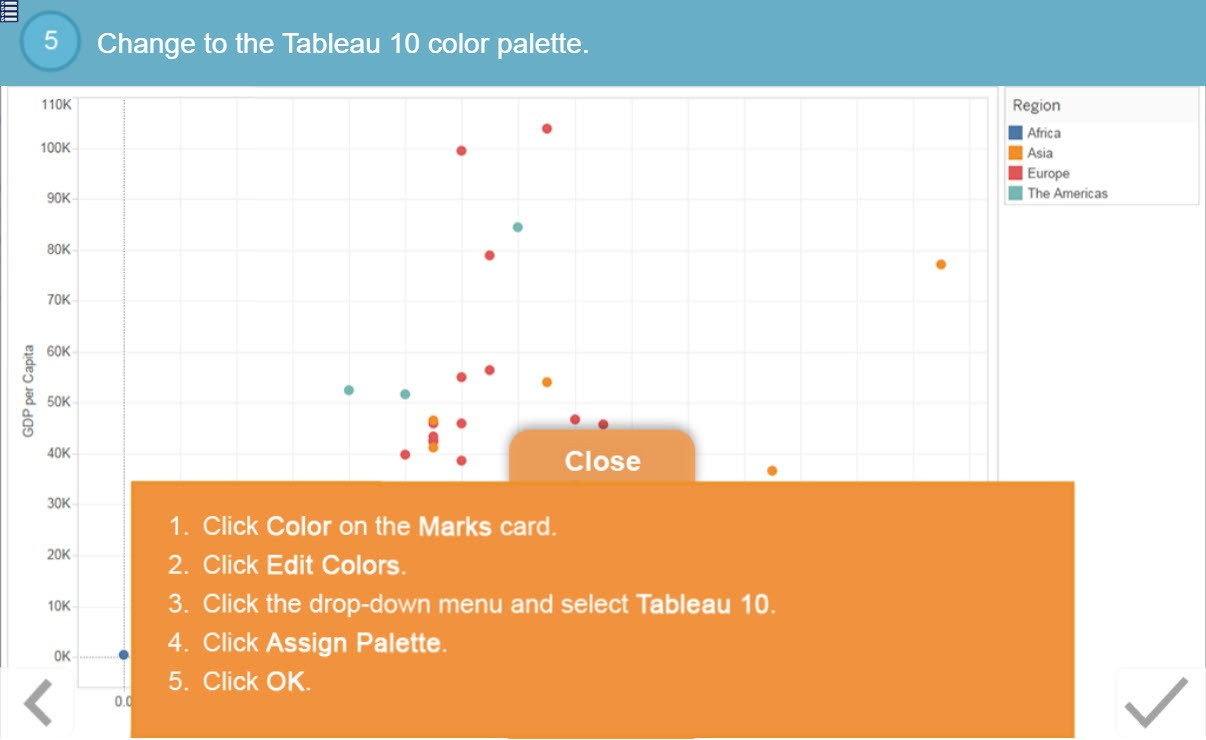 5
Change to the Tableau 10 color palette.
Region
Africa
Asia
Europe
The Americas
110K
100K
90K
80K
70K
60K
50K
40K
30K
20K
10K
0K
GDP per Capita
0.0
Close
1. Click Color on the Marks card.
2. Click Edit Colors.
3. Click the drop-down menu and select Tableau 10.
4. Click Assign Palette.
5. Click OK.